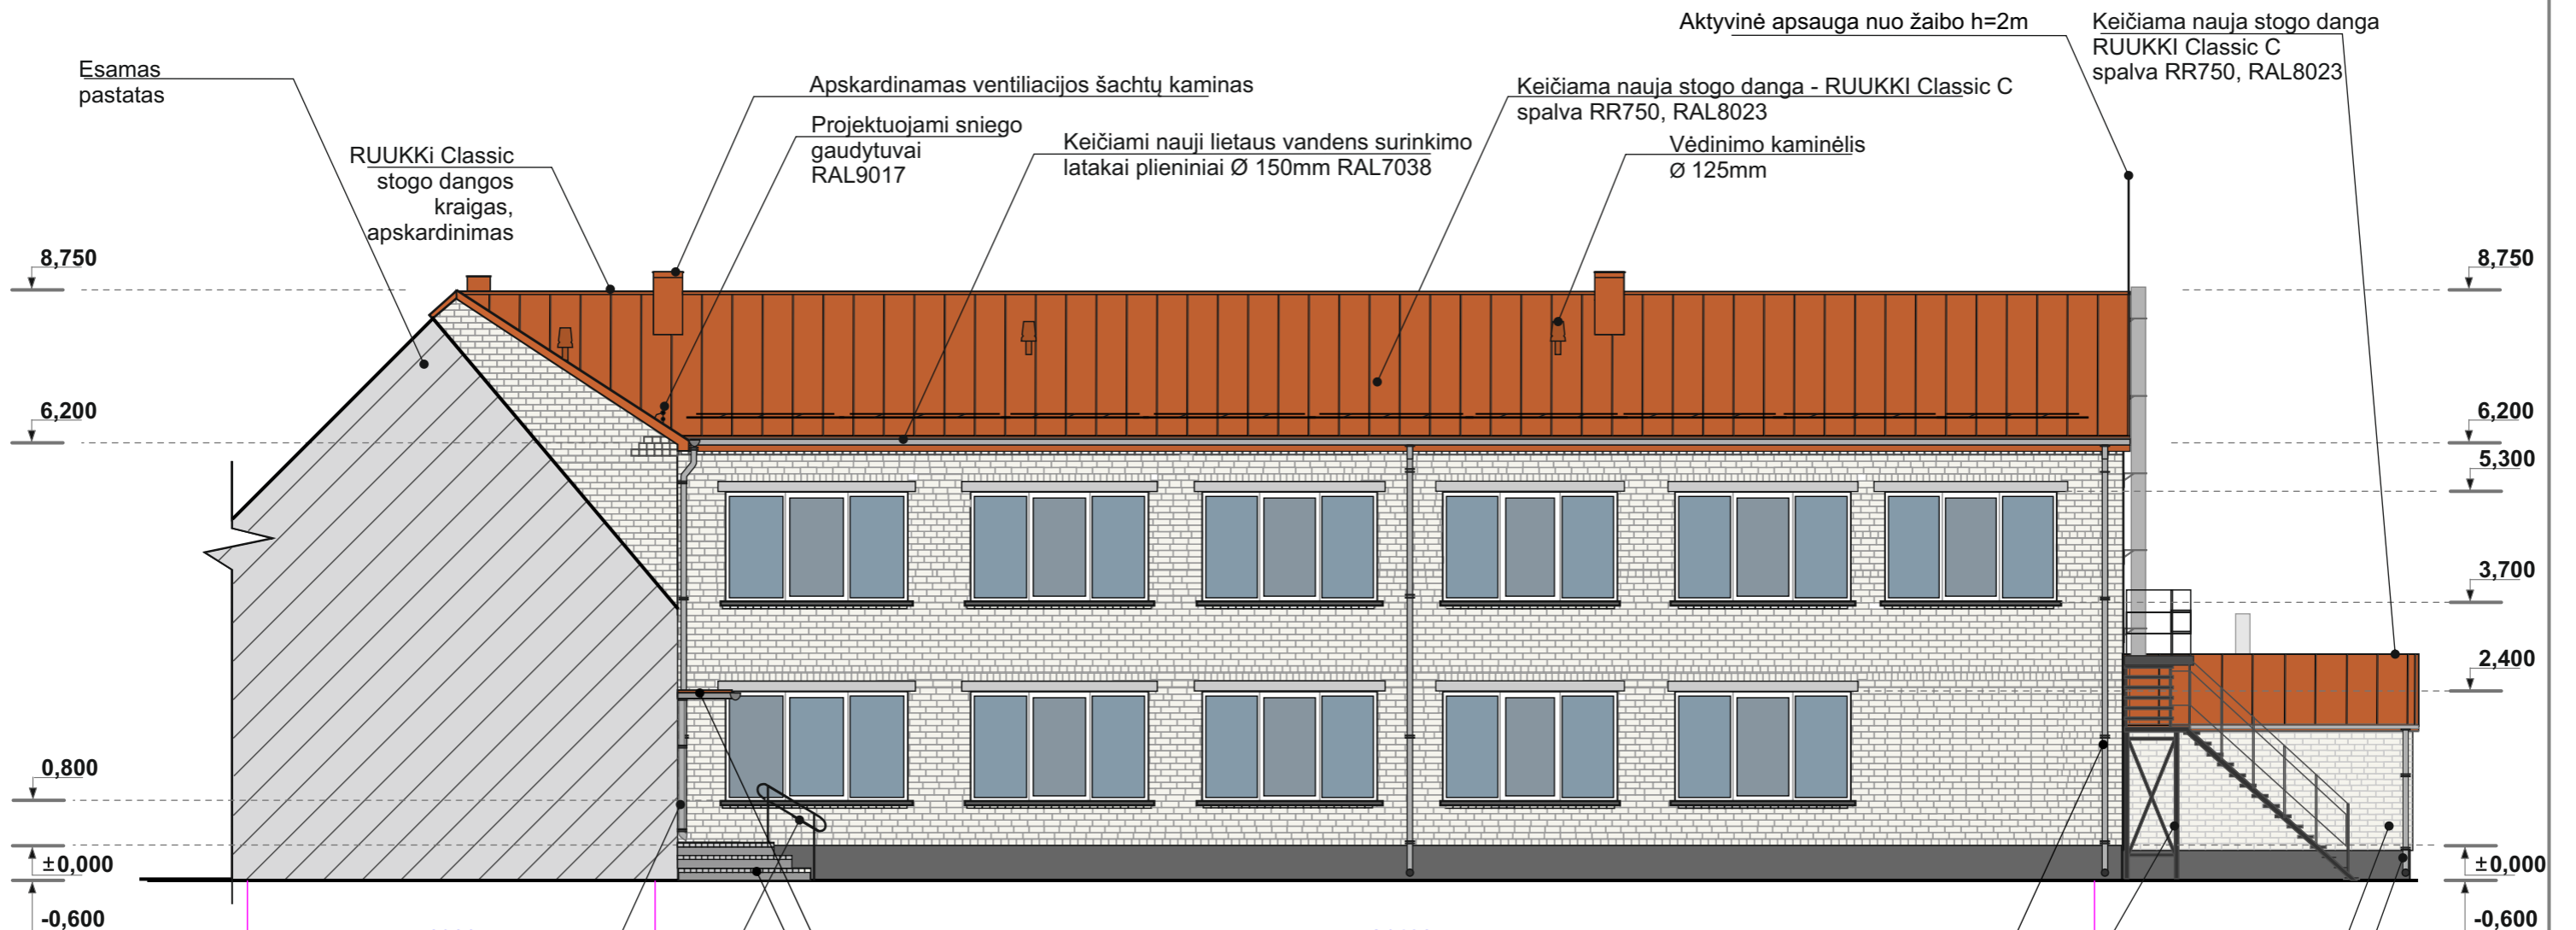 Aktyvinė apsauga nuo žaibo h=2m
Keičiama nauja stogo danga
RUUKKI Classic C
spalva RR750, RAL8023
Esamas
pastatas
Apskardinamas ventiliacijos šachtų kaminas
Keičiama nauja stogo danga - RUUKKI Classic C
spalva RR750, RAL8023
Projektuojami sniego
gaudytuvai
RAL9017
Keičiami nauji lietaus vandens surinkimo
latakai plieniniai Ø 150mm RAL7038
Vėdinimo kaminėlis
Ø 125mm
RUUKKi Classic
stogo dangos
kraigas,
apskardinimas
8,750
6,200
0,800
±0,000
-0,600
8,750
6,200
5,300
3,700
2,400
±0,000
-0,600